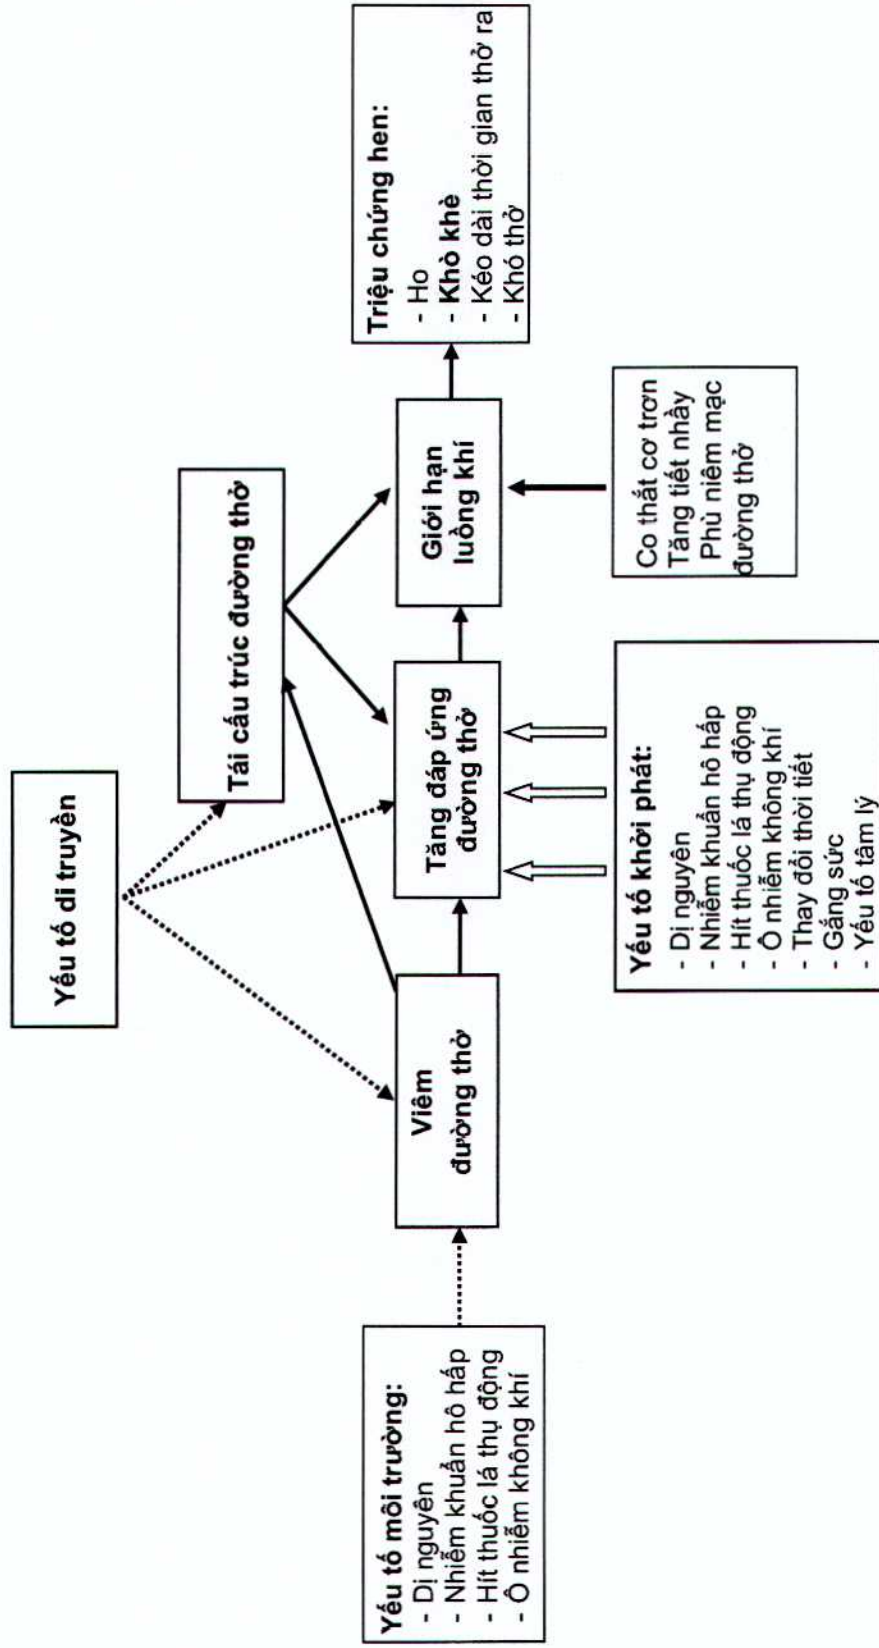 Yếu tố di truyền
Tái cấu trúc đường thở
Yếu tố môi trường:
- Dị nguyên
- Nhiễm khuẩn hô hấp
- Hít thuốc lá thụ động
- Ô nhiễm không khí
Viêm
đường thở
Tăng đáp ứng
đường thở
Giới hạn
luồng khí
Triệu chứng hen:
- Ho
- Khò khè
- Kéo dài thời gian thở ra
- Khó thở
Yếu tố khởi phát:
- Dị nguyên
- Nhiễm khuẩn hô hấp
- Hít thuốc lá thụ động
- Ô nhiễm không khí
- Thay đổi thời tiết
- Gắng sức
- Yếu tố tâm lý
Co thắt cơ trơn
Tăng tiết nhầy
Phù niêm mạc
đường thở